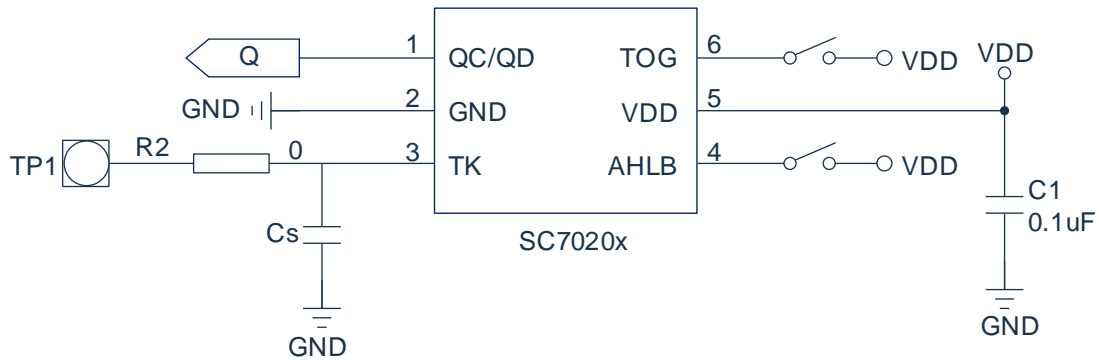 Q
1
QC/QD
TOG
6
VDD
VDD
GND
2
GND
VDD
5
TP1
R2
0
3
TK
AHLB
4
VDD
Cs
SC7020x
C1
0.1uF
GND
GND